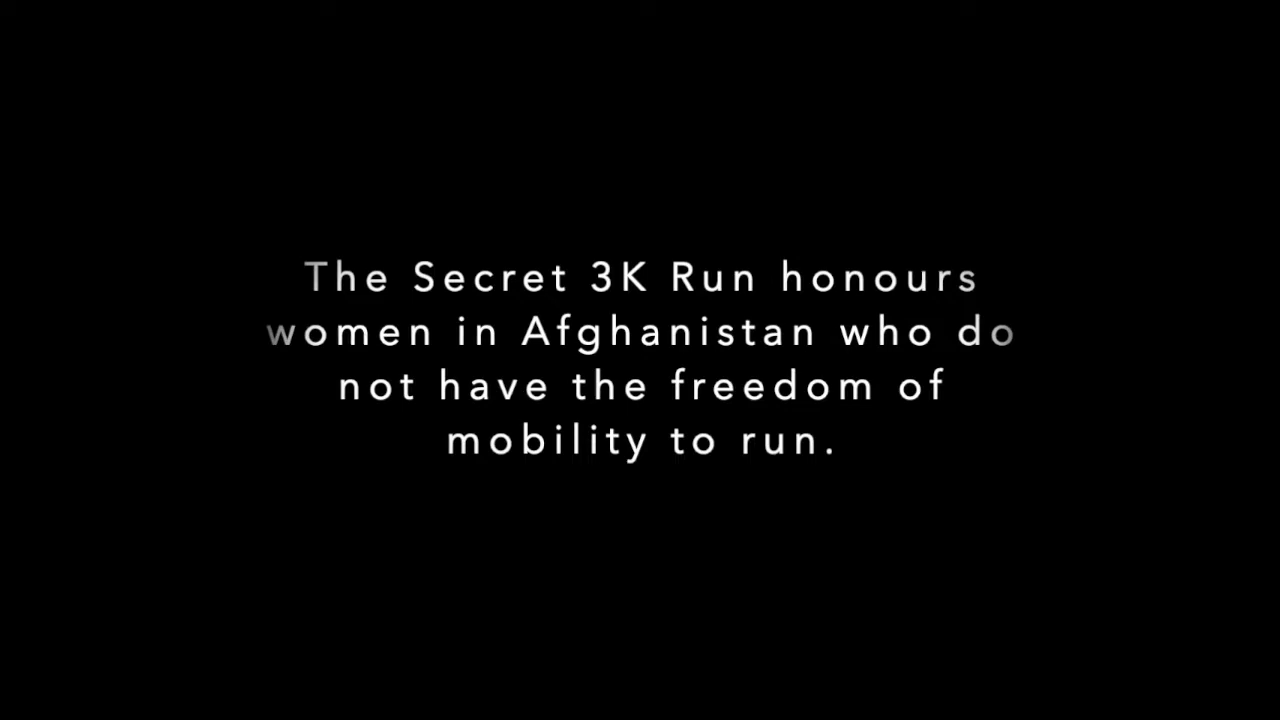 The Secret 3K Run honours
women in Afghanistan who do
not have the freedom of
mobility to run.